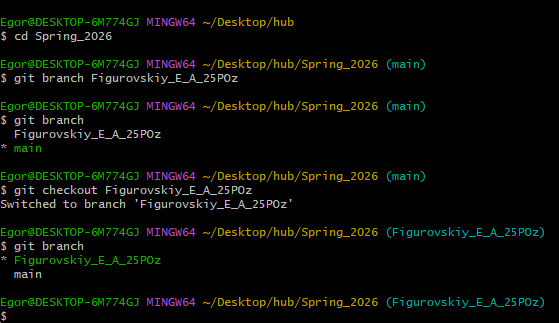 Egor@DESKTOP-6M774GJ MINGW64 ~/Desktop/hub
$ cd Spring_2026
Egor@DESKTOP-6M774GJ MINGW64 ~/Desktop/hub/Spring_2026 (main)
$ git branch Figurovskiy_E_A_25POz
Egor@DESKTOP-6M774GJ MINGW64 ~/Desktop/hub/Spring_2026 (main)
$ git branch
  Figurovskiy_E_A_25POz
* main
Egor@DESKTOP-6M774GJ MINGW64 ~/Desktop/hub/Spring_2026 (main)
$ git checkout Figurovskiy_E_A_25POz
Switched to branch 'Figurovskiy_E_A_25POz'
Egor@DESKTOP-6M774GJ MINGW64 ~/Desktop/hub/Spring_2026 (Figurovskiy_E_A_25POz)
$ git branch
* Figurovskiy_E_A_25POz
  main
Egor@DESKTOP-6M774GJ MINGW64 ~/Desktop/hub/Spring_2026 (Figurovskiy_E_A_25POz)
$